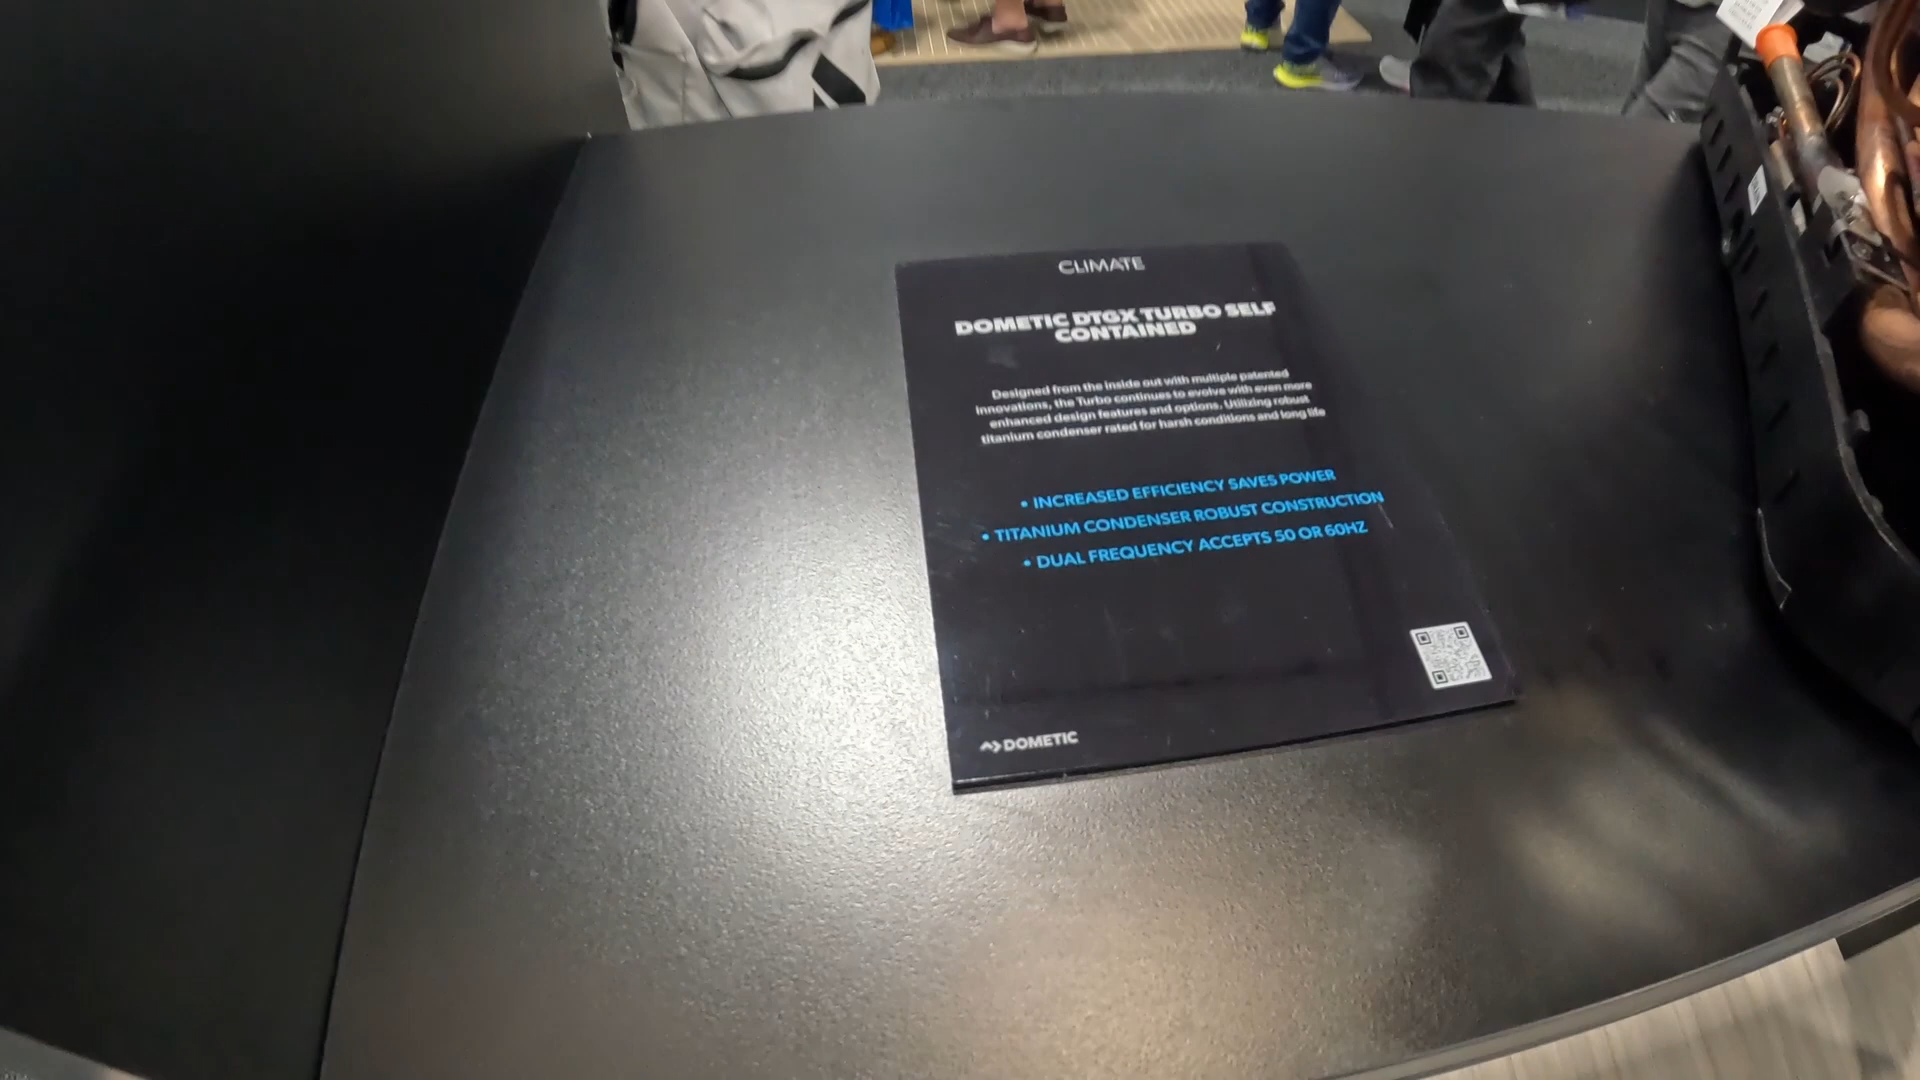 CLIMATE
DOMETIC DTGX TURBO SELF
CONTAINED
Designed from the inside out with multiple patented
innovations, the Turbo continues to evolve with even more
enhanced design features and options. Utilizing robust
titanium condenser rated for harsh conditions and long life
• INCREASED EFFICIENCY SAVES POWER
• TITANIUM CONDENSER ROBUST CONSTRUCTION
• DUAL FREQUENCY ACCEPTS 50 OR 60HZ
DOMETIC